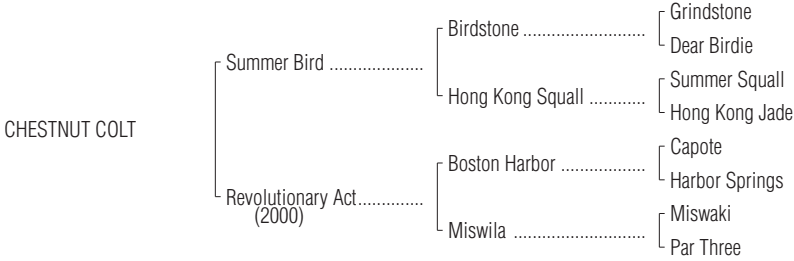 Grindstone
Birdstone ..........................
Dear Birdie
Summer Bird ....................
Summer Squall
Hong Kong Squall ............
Hong Kong Jade
CHESTNUT COLT
Capote
Boston Harbor ..................
Harbor Springs
Revolutionary Act..............
(2000)
Miswaki
Miswila ............................
Par Three